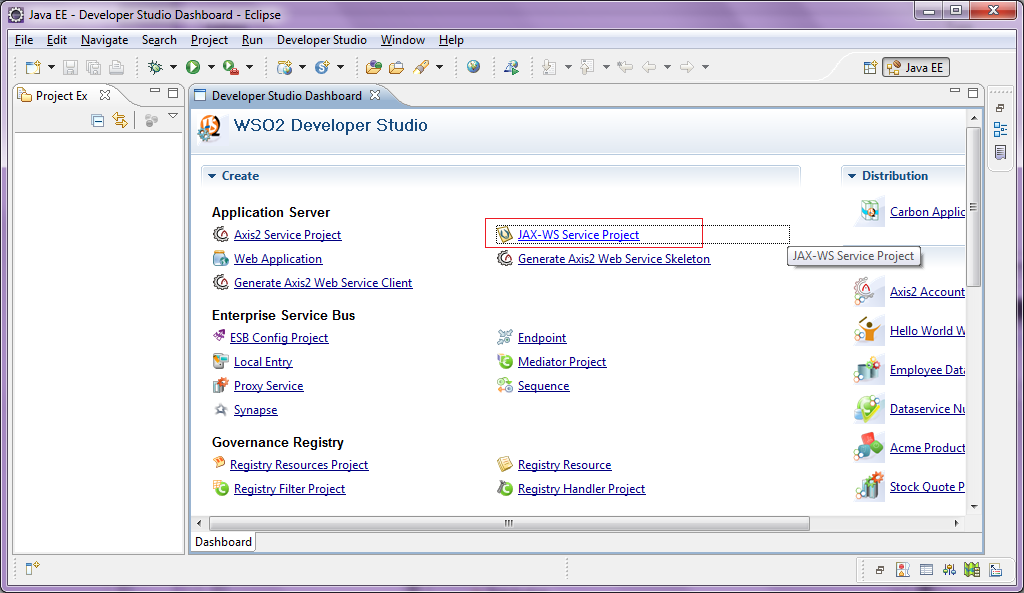 Java EE - Developer Studio Dashboard - Eclipse
File Edit Navigate Search Project Run Developer Studio Window Help
Java EE
Project Ex
Developer Studio Dashboard
WSO2 Developer Studio
Create
Distribution
Application Server
Axis2 Service Project
JAX-WS Service Project
Carbon Applic
Web Application
Generate Axis2 Web Service Skeleton
JAX-WS Service Project
Generate Axis2 Web Service Client
Axis2 Account
Enterprise Service Bus
ESB Config Project
Endpoint
Hello World W
Local Entry
Mediator Project
Employee Data
Proxy Service
Sequence
Synapse
Dataservice Nu
Governance Registry
Acme Product
Registry Resources Project
Registry Resource
Registry Filter Project
Registry Handler Project
Stock Quote P
Dashboard